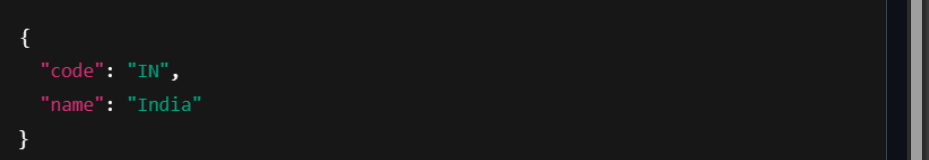 {
  "code": "IN",
  "name": "India"
}